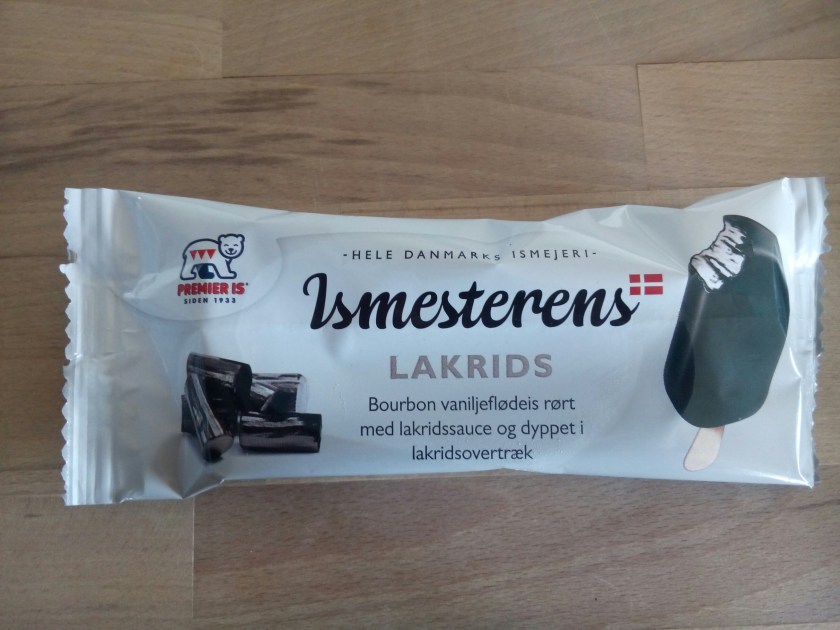 PREMIER IS
SIDEN 1933
-HELE DANMARKS ISMEJERI-
Ismesterens
LAKRIDS
Bourbon vaniljeflødeis rørt
med lakridssauce og dyppet i
lakridsovertræk